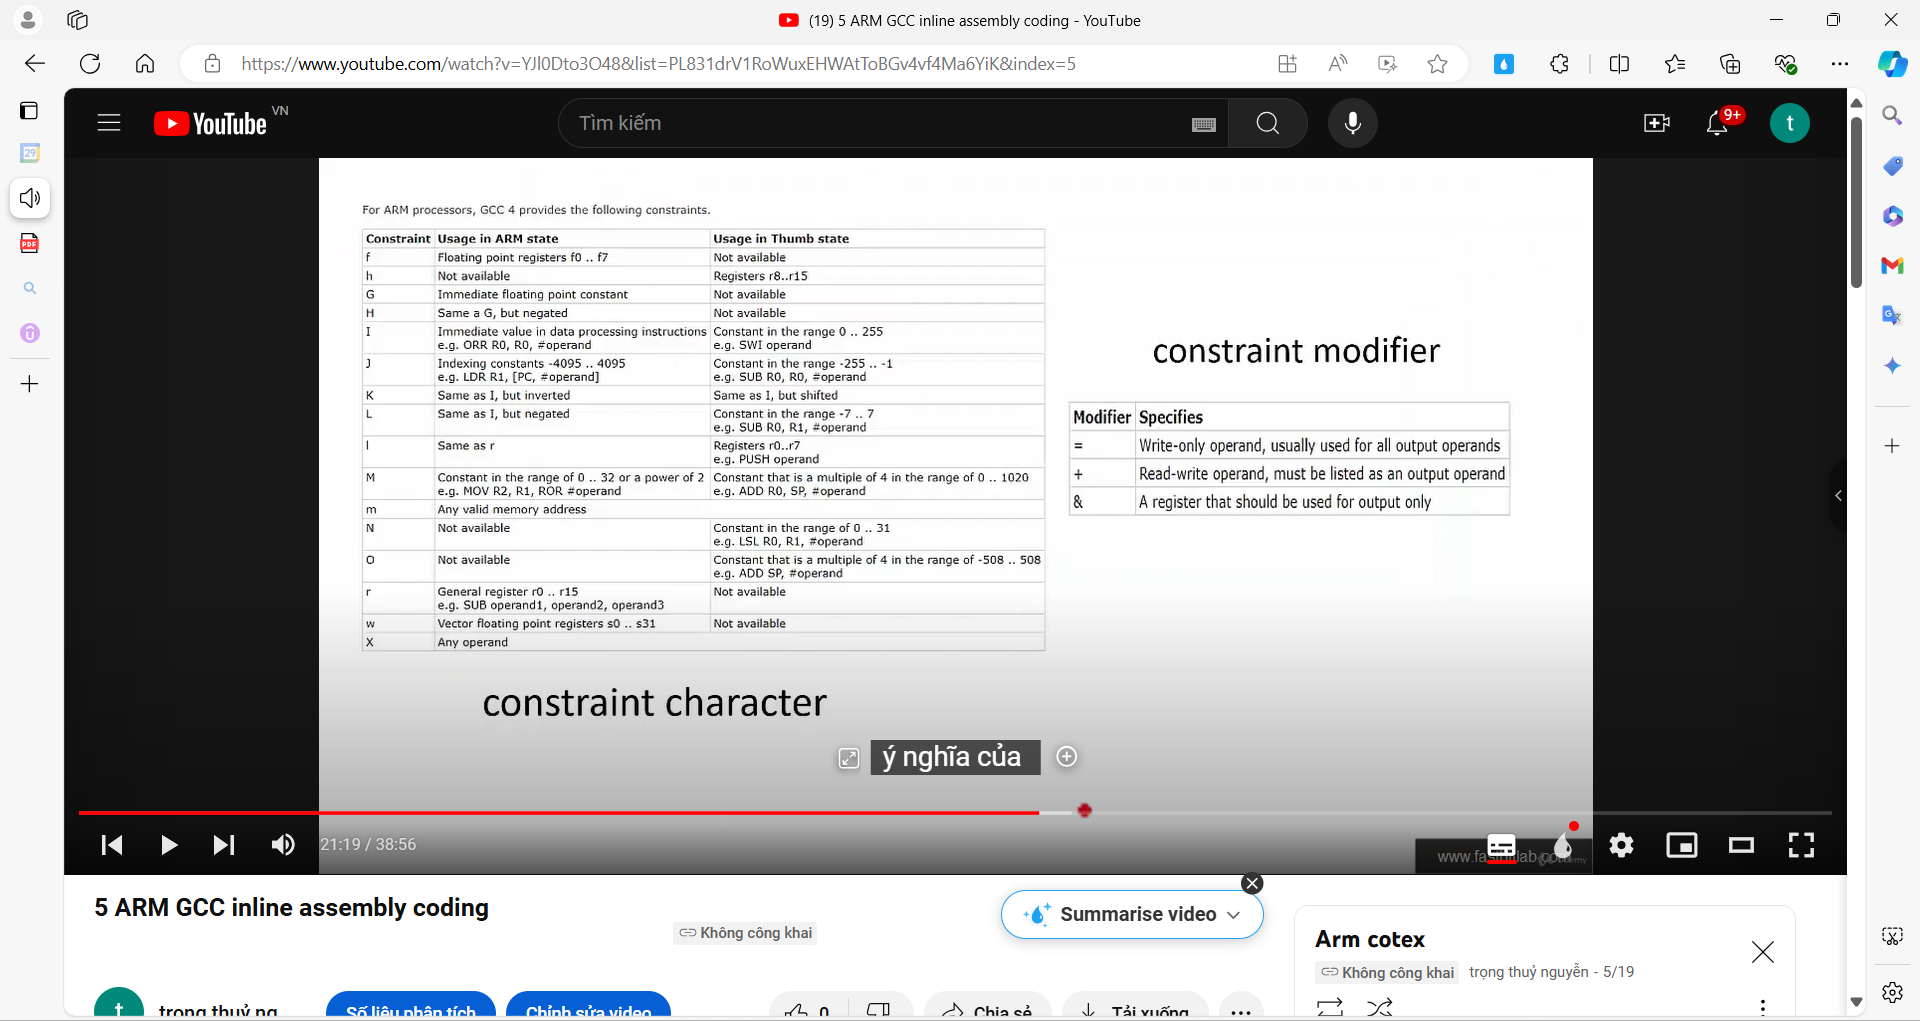 (19) 5 ARM GCC inline assembly coding - YouTube
https://www.youtube.com/watch?v=YJl0Dto3O48&list=PL831drV1RoWuxEHWAtToBGv4vf4Ma6YiK&index=5
YouTube VN
Tìm kiếm
9+
t
29
PDF
For ARM processors, GCC 4 provides the following constraints.
Constraint Usage in ARM state Usage in Thumb state
f Floating point registers f0 .. f7 Not available
h Not available Registers r8..r15
G Immediate floating point constant Not available
H Same a G, but negated Not available
I Immediate value in data processing instructions Constant in the range 0 .. 255
e.g. ORR R0, R0, #operand e.g. SWI operand
J Indexing constants -4095 .. 4095 Constant in the range -255 .. -1
e.g. LDR R1, [PC, #operand] e.g. SUB R0, R0, #operand
K Same as I, but inverted Same as I, but shifted
L Same as I, but negated Constant in the range -7 .. 7
e.g. SUB R0, R1, #operand
l Same as r Registers r0..r7
e.g. PUSH operand
M Constant in the range of 0 .. 32 or a power of 2 Constant that is a multiple of 4 in the range of 0 .. 1020
e.g. MOV R2, R1, ROR #operand e.g. ADD R0, SP, #operand
m Any valid memory address
N Not available Constant in the range of 0 .. 31
e.g. LSL R0, R1, #operand
O Not available Constant that is a multiple of 4 in the range of -508 .. 508
e.g. ADD SP, #operand
r General register r0 .. r15 Not available
e.g. SUB operand1, operand2, operand3
w Vector floating point registers s0 .. s31 Not available
X Any operand
constraint character
constraint modifier
Modifier Specifies
= Write-only operand, usually used for all output operands
+ Read-write operand, must be listed as an output operand
& A register that should be used for output only
ý nghĩa của
21:19 / 38:56
5 ARM GCC inline assembly coding
Không công khai
Summarise video
Arm cotex
Không công khai trọng thuỷ nguyễn - 5/19
t
trọng thuỷ ng
Số liệu phân tích
Chỉnh sửa video
0
Chia sẻ
Tải xuống